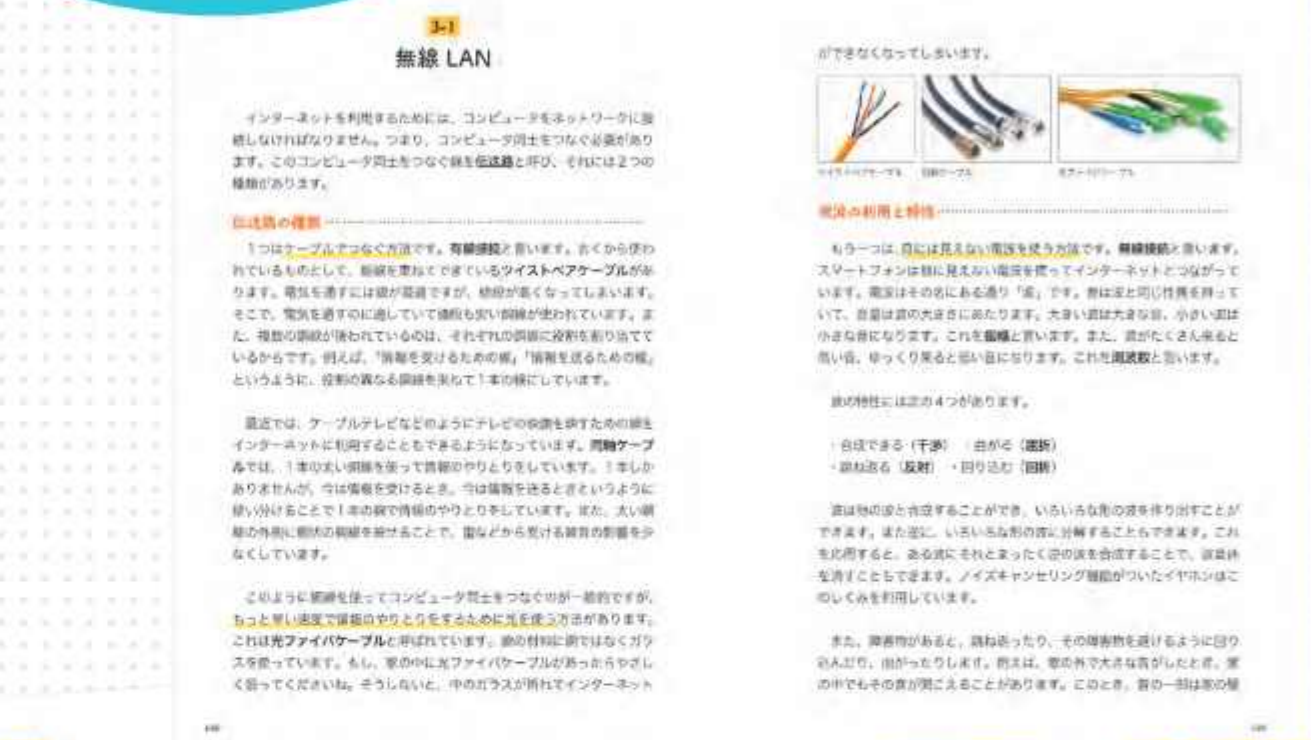 3-1
無線 LAN
インターネットを利用するためには、コンピュータをネットワークに接
続しなければなりません。つまり、コンピュータ同士をつなぐ必要があり
ます。このコンピュータ同士をつなぐ線を伝送路と呼び、それには２つの
種類があります。
伝送路の種類
1つはケーブルでつなぐ方法です。有線接続と言います。古くから使わ
れているものとして、銅線を重ねてできているツイストペアケーブルがあ
ります。電気を通すには銀が最適ですが、値段が高くなってしまいます。
そこで、電気を通すのに適していて値段も安い銅線が使われています。ま
た、複数の銅線が使われているのは、それぞれの銅線に役割を割り当てて
いるからです。例えば、「情報を受けるための線」「情報を送るための線」
というように、役割の異なる銅線を束ねて1本の線にしています。
最近では、ケーブルテレビなどのようにテレビの映像を映すための線を
インターネットに利用することもできるようになっています。同軸ケーブ
ルでは、1本の太い銅線を使って情報のやりとりをしています。1本しか
ありませんが、今は情報を受けるとき、今は情報を送るときというように
使い分けることで1本の線で情報のやりとりをしています。また、太い銅
線の外側に網状の銅線を被せることで、雷などから受ける雑音の影響を少
なくしています。
このように銅線を使ってコンピュータ同士をつなぐのが一般的ですが、
もっと早い速度で情報のやりとりをするために光を使う方法があります。
これは光ファイバケーブルと呼ばれています。線の材料に銅ではなくガラ
スを使っています。もし、家の中に光ファイバケーブルがあったらやさし
く扱ってくださいね。そうしないと、中のガラスが折れてインターネット
ができなくなってしまいます。
ツイストペアケーブル 同軸ケーブル 光ファイバケーブル
電波の利用と特性
もう一つは、目には見えない電波を使う方法です。無線接続と言います。
スマートフォンは目に見えない電波を使ってインターネットとつながって
います。電波はその名にある通り「波」です。音は波と同じ性質を持って
いて、音量は波の大きさにあたります。大きい波は大きな音、小さい波は
小さな音になります。これを振幅と言います。また、波がたくさん来ると
高い音、ゆっくり来ると低い音になります。これを周波数と言います。
波の特性には次の4つがあります。
・合成できる（干渉） ・曲がる（屈折）
・跳ね返る（反射） ・回り込む（回折）
波は他の波と合成することができ、いろいろな形の波を作り出すことが
できます。また逆に、いろいろな形の波に分解することもできます。これ
を応用すると、ある波にそれとまったく逆の波を合成することで、波自体
を消すこともできます。ノイズキャンセリング機能がついたイヤホンはこ
のしくみを利用しています。
また、障害物があると、跳ねあったり、その障害物を避けるように回り
込んだり、曲がったりします。例えば、家の外で大きな音がしたとき、家
の中でもその音が聞こえることがあります。このとき、音の一部は家の壁